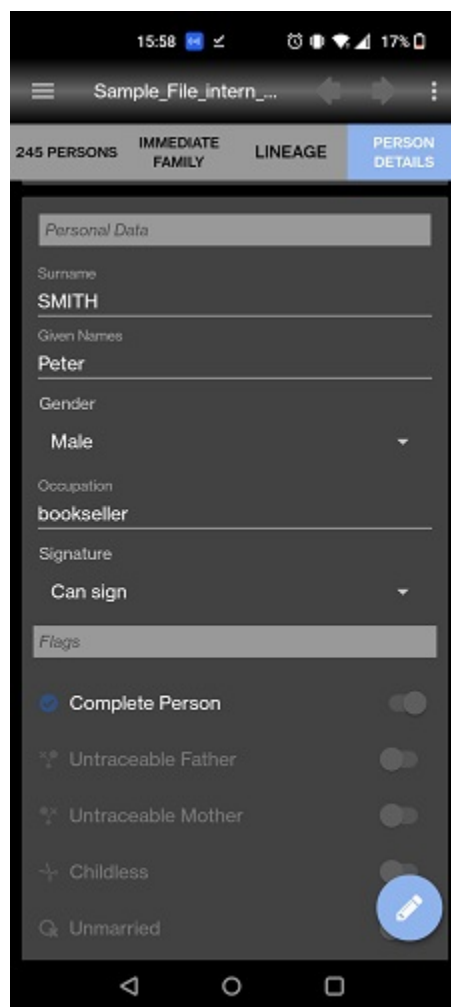 15:58
17%
Sample_File_intern_...
245 PERSONS
IMMEDIATE
FAMILY
LINEAGE
PERSON
DETAILS
Personal Data
Surname
SMITH
Given Names
Peter
Gender
Male
Occupation
bookseller
Signature
Can sign
Flags
Complete Person
Untraceable Father
Untraceable Mother
Childless
Unmarried